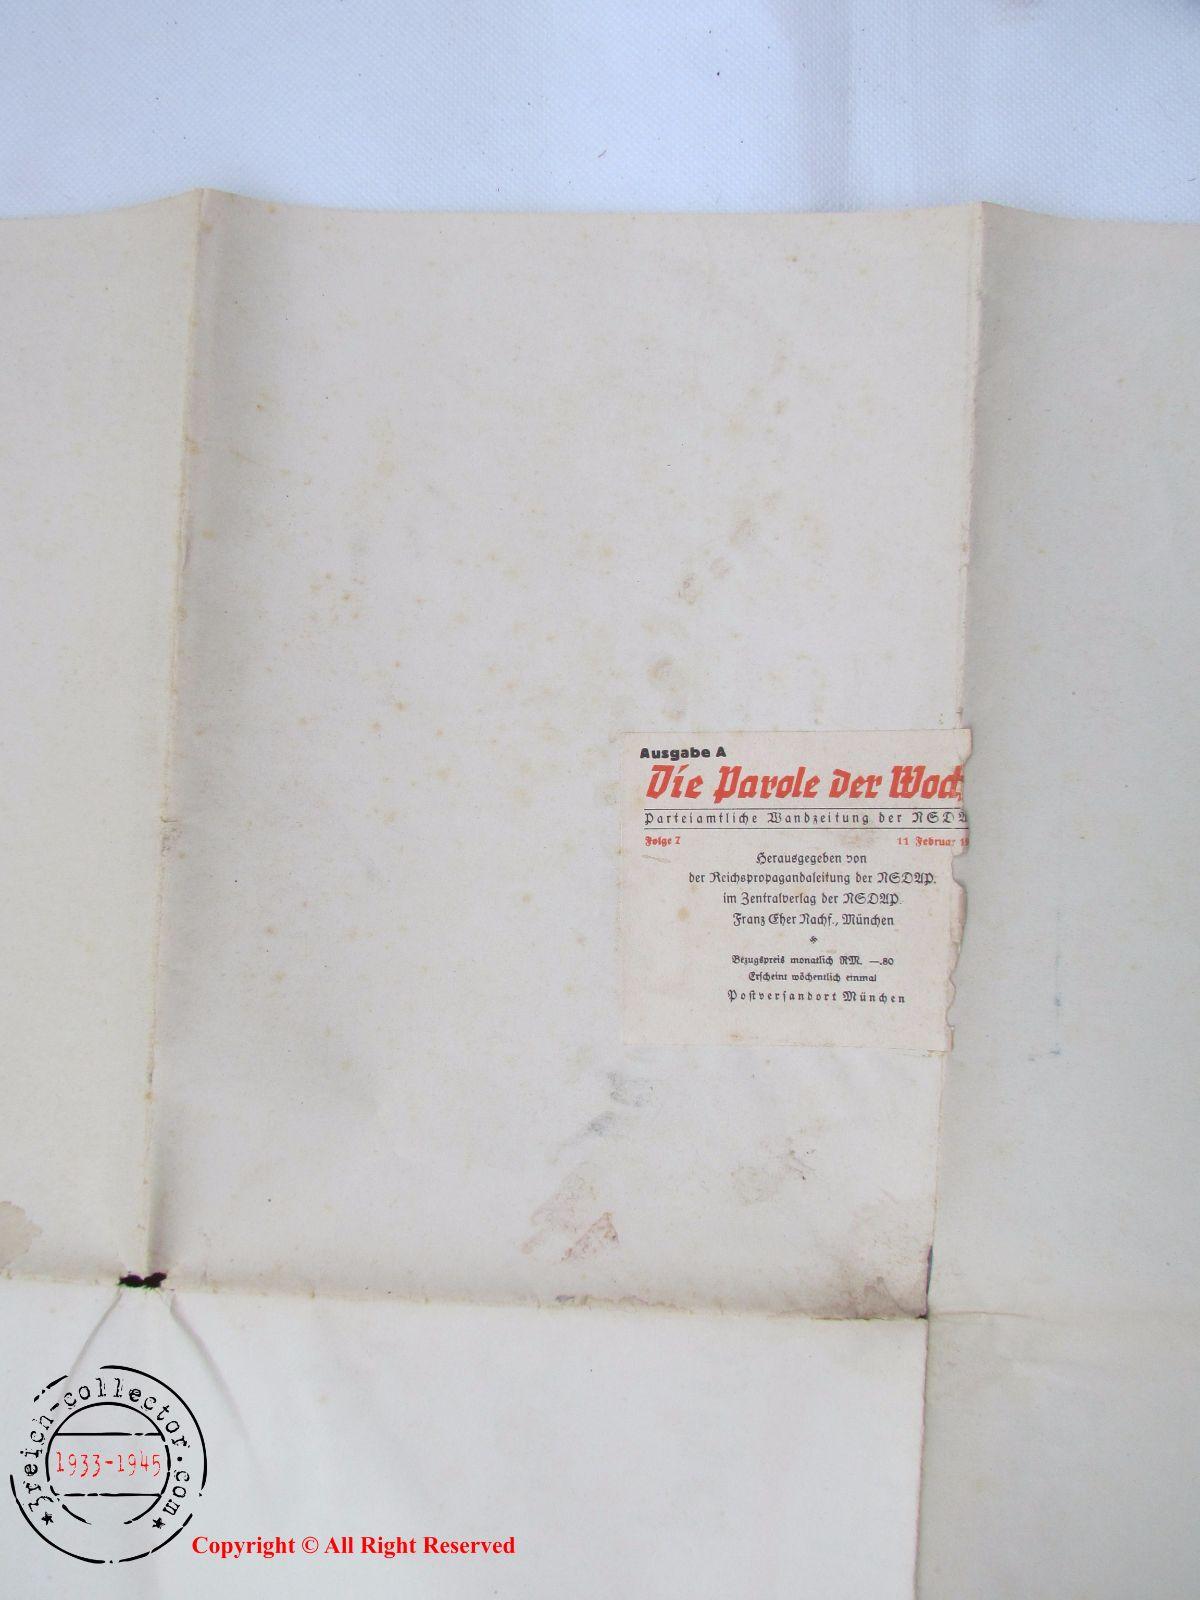 Ausgabe A
Die Parole der Woch
Parteiamtliche Wandzeitung der NSDA
Folge 7 11 Februar 19
Herausgegeben von
der Reichspropagandaleitung der NSDAP.
im Zentralverlag der NSDAP.
Franz Eher Nachf., München
Bezugspreis monatlich RM. —.80
Erscheint wöchentlich einmal
Postversandort München
3reich-collector.com
1933-1945
Copyright © All Right Reserved